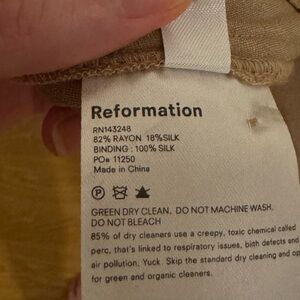 Reformation
RN143248
82% RAYON 18%SILK
BINDING : 100% SILK
PO# 11250
Made in China
P
GREEN DRY CLEAN. DO NOT MACHINE WASH.
DO NOT BLEACH
85% of dry cleaners use a creepy, toxic chemical called
perc, that's linked to respiratory issues, birth defects and
air pollution. Yuck. Skip the standard dry cleaning and op
for green and organic cleaners.